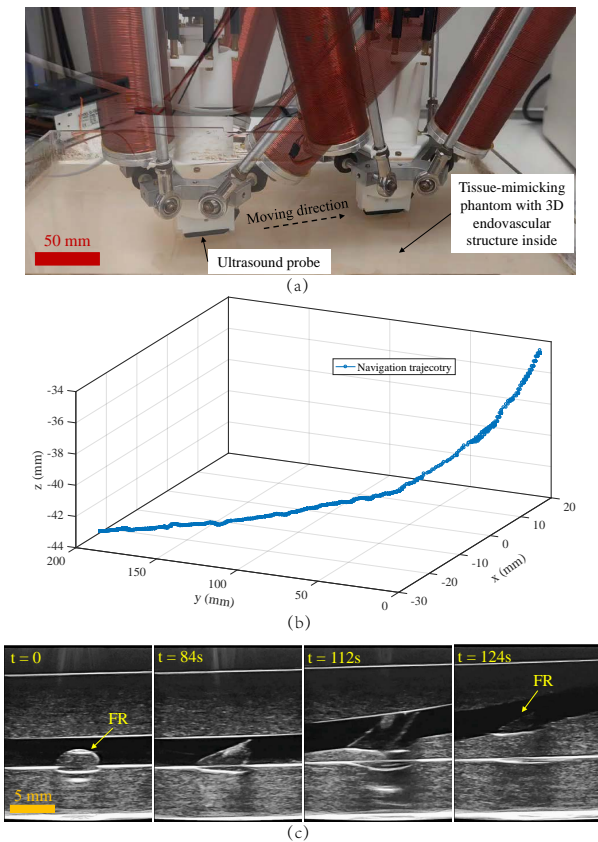 Moving direction
Tissue-mimicking
phantom with 3D
endovascular
structure inside
50 mm
Ultrasound probe
(a)
Navigation trajecotry
-34
-36
-38
-40
-42
-44
z (mm)
200
150
100
50
0
y (mm)
-30
-20
-10
0
10
20
x (mm)
(b)
t = 0
t = 84s
t = 112s
t = 124s
FR
FR
5 mm
(c)